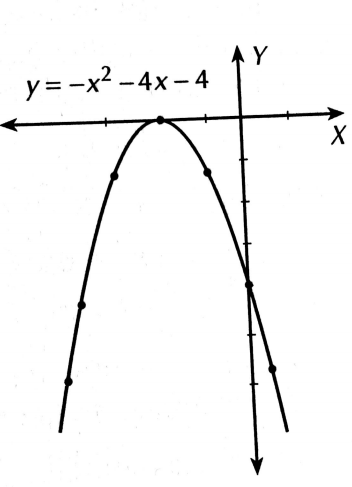 Y
y = −x² − 4x − 4
X